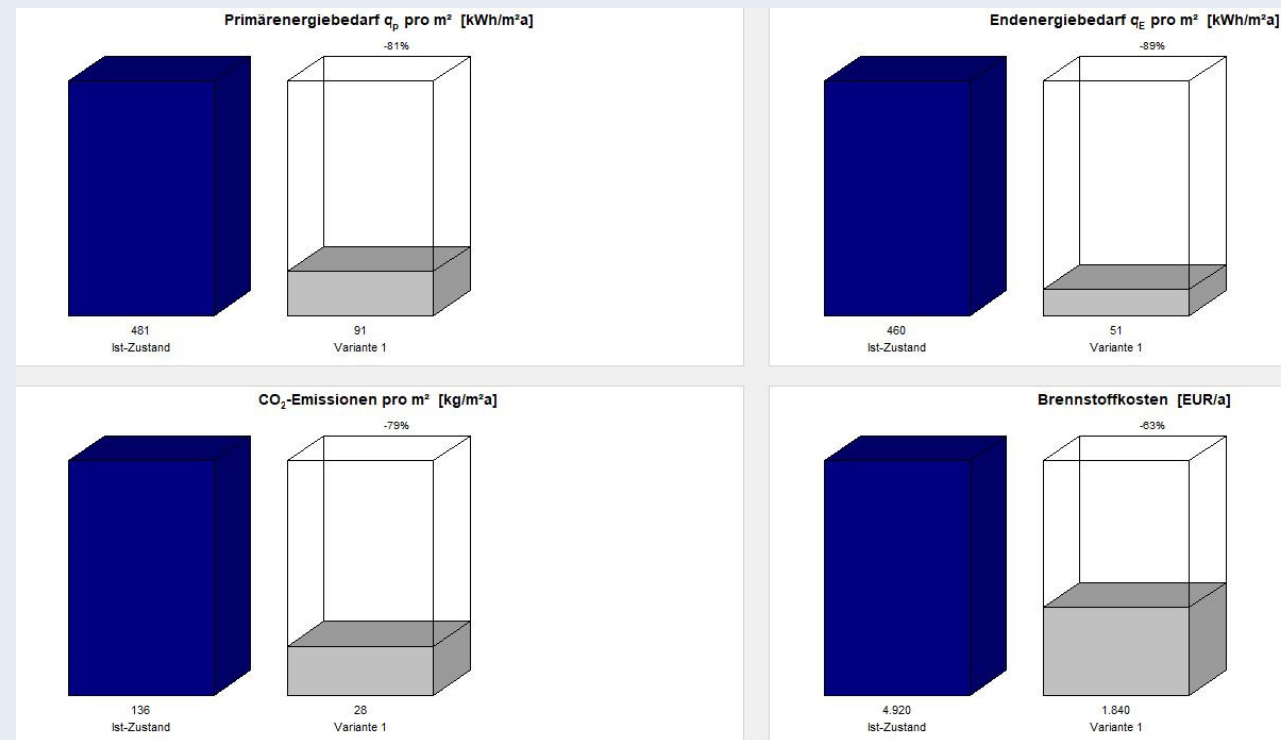 Primärenergiebedarf qp pro m² [kWh/m²a]
-81%
481
Ist-Zustand
91
Variante 1
Endenergiebedarf qE pro m² [kWh/m²a]
-89%
460
Ist-Zustand
51
Variante 1
CO₂-Emissionen pro m² [kg/m²a]
-79%
136
Ist-Zustand
28
Variante 1
Brennstoffkosten [EUR/a]
-63%
4.920
Ist-Zustand
1.840
Variante 1